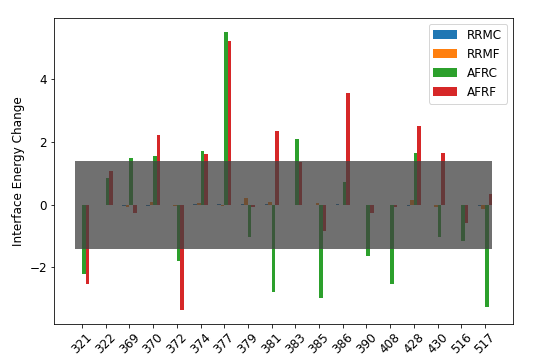 RRMC
RRMF
AFRC
AFRF
Interface Energy Change
4
2
0
−2
321 322 369 370 372 374 377 379 381 383 385 386 390 408 428 430 516 517